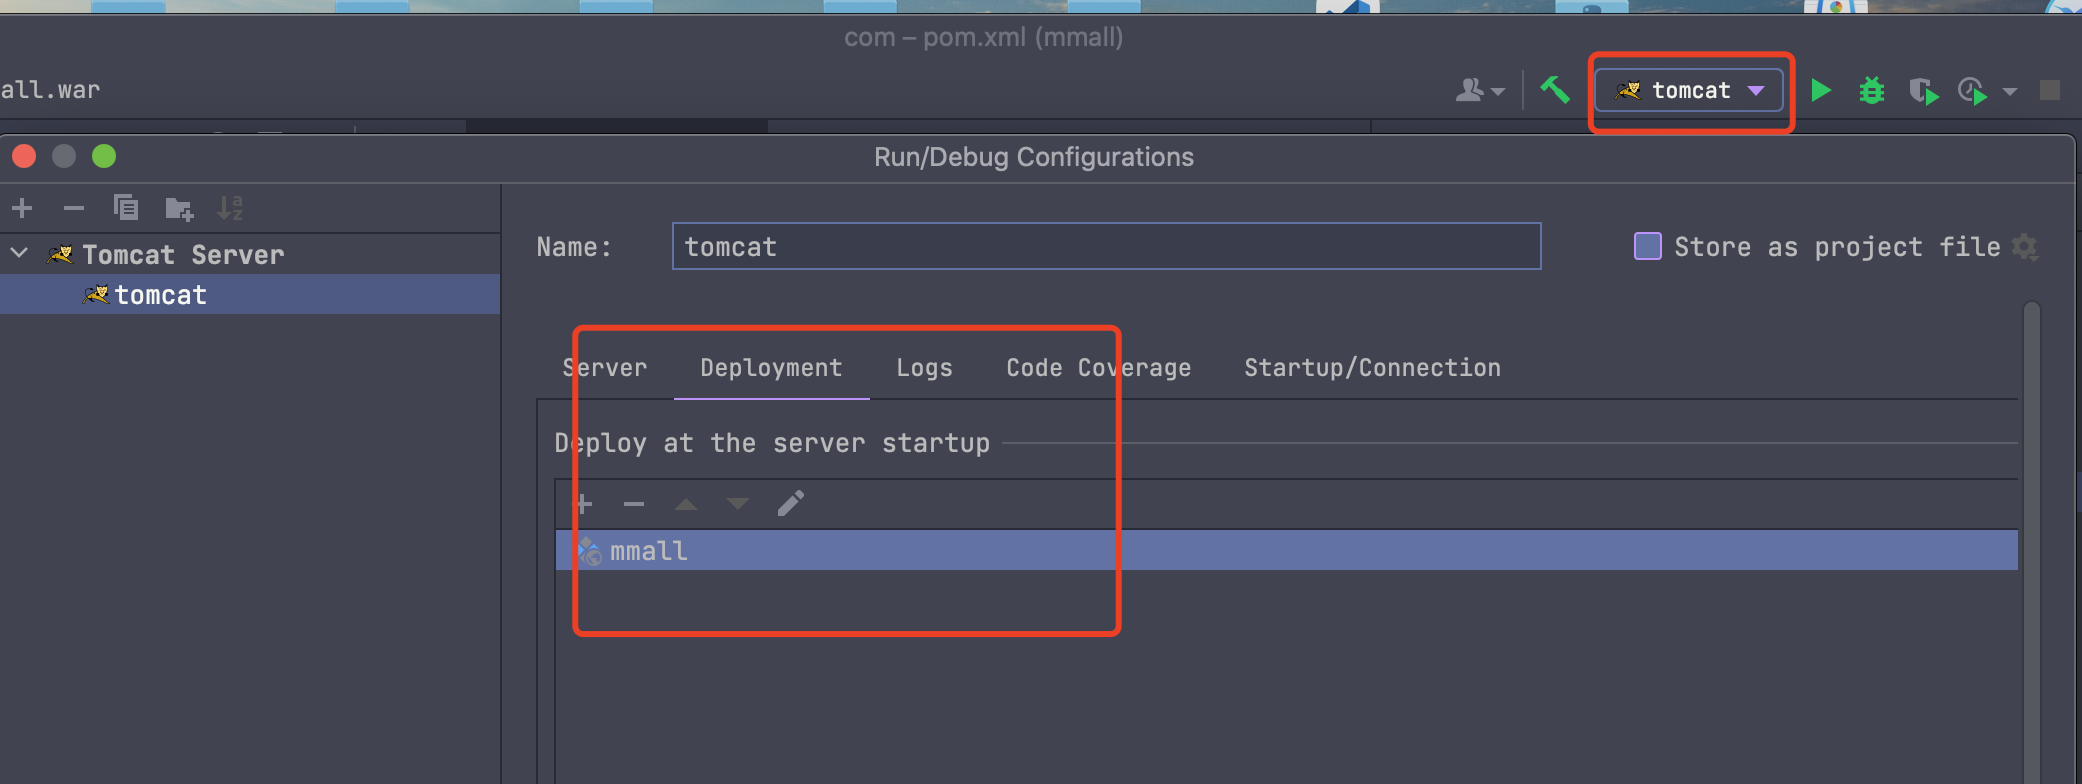 com – pom.xml (mmall)
all.war
tomcat
Run/Debug Configurations
Tomcat Server
tomcat
Name: tomcat
Store as project file
Server Deployment Logs Code Coverage Startup/Connection
Deploy at the server startup
mmall